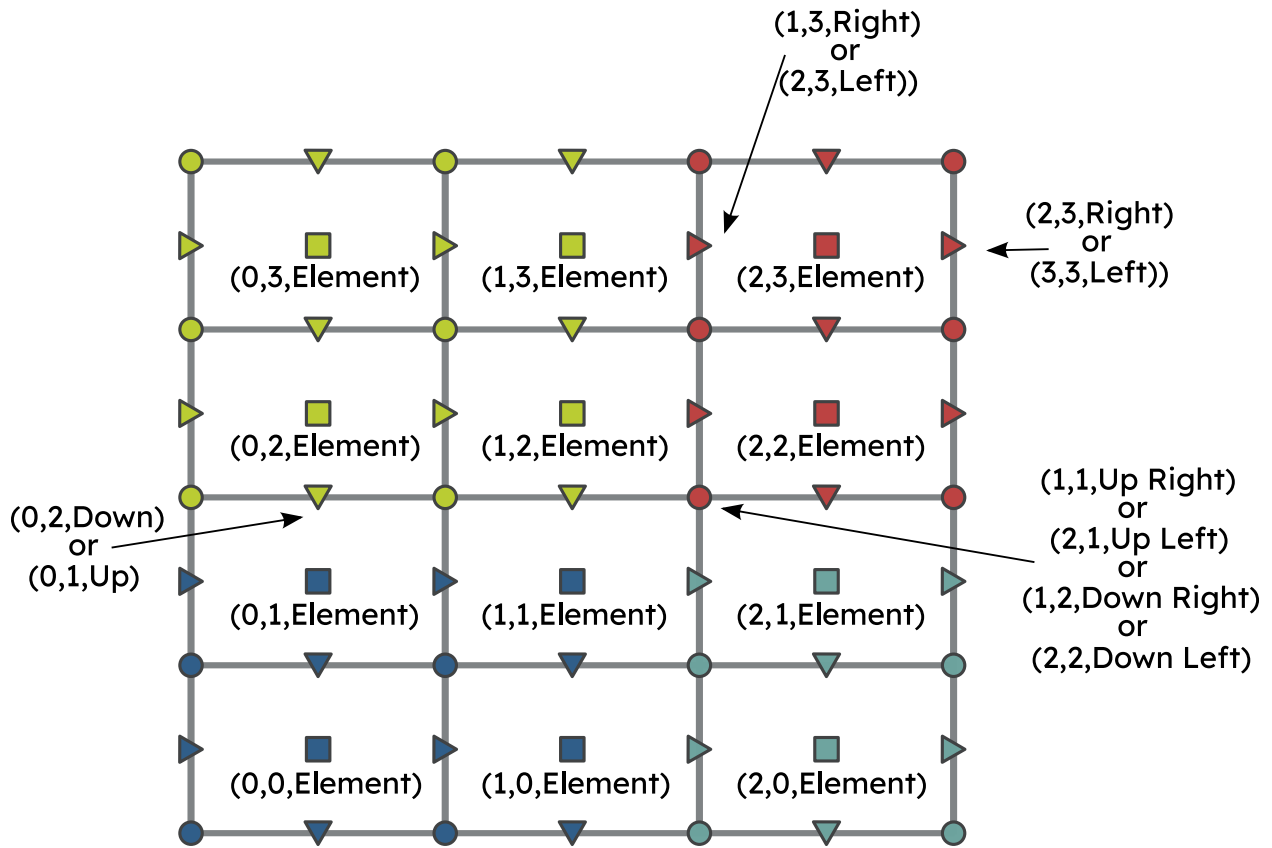 (1,3,Right)
or
(2,3,Left))
(2,3,Right)
or
(3,3,Left))
(0,3,Element)
(1,3,Element)
(2,3,Element)
(0,2,Element)
(1,2,Element)
(2,2,Element)
(0,2,Down)
or
(0,1,Up)
(1,1,Up Right)
or
(2,1,Up Left)
or
(1,2,Down Right)
or
(2,2,Down Left)
(0,1,Element)
(1,1,Element)
(2,1,Element)
(0,0,Element)
(1,0,Element)
(2,0,Element)